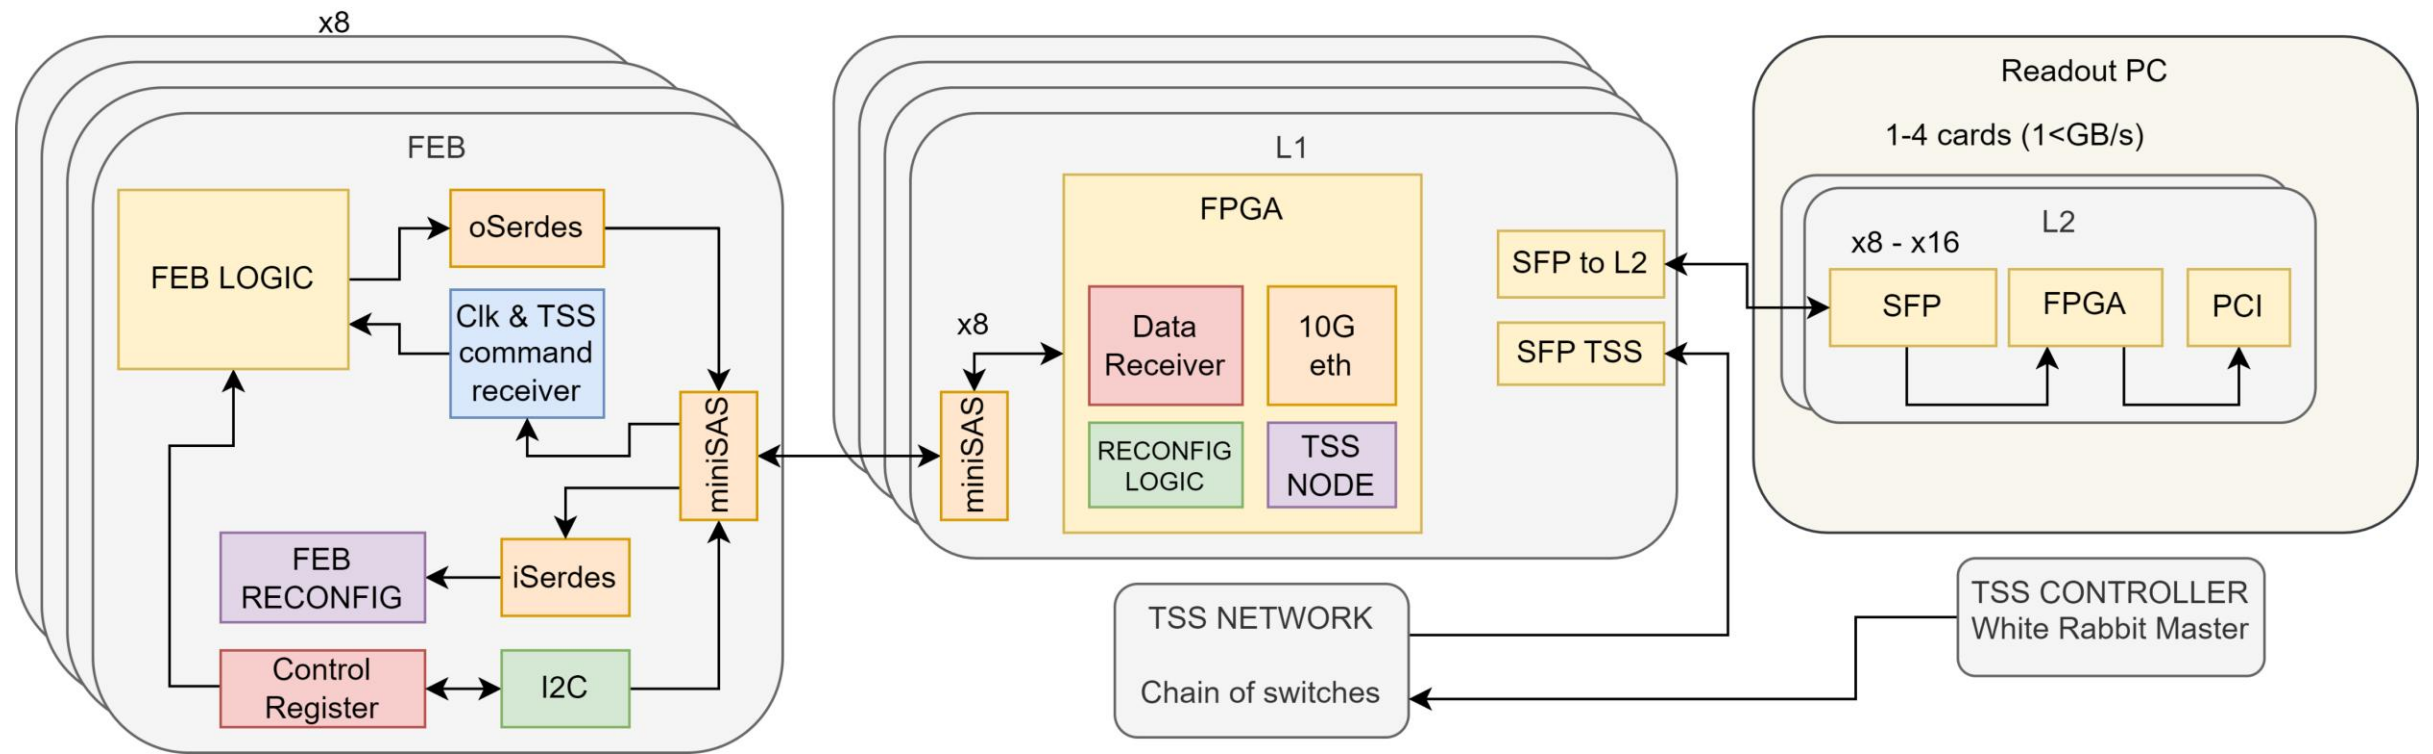 x8
FEB
FEB LOGIC
oSerdes
Clk & TSS
command
receiver
miniSAS
FEB
RECONFIG
iSerdes
Control
Register
I2C
L1
FPGA
x8
miniSAS
Data
Receiver
10G
eth
RECONFIG
LOGIC
TSS
NODE
SFP to L2
SFP TSS
Readout PC
1-4 cards (1<GB/s)
L2
x8 - x16
SFP
FPGA
PCI
TSS NETWORK
Chain of switches
TSS CONTROLLER
White Rabbit Master